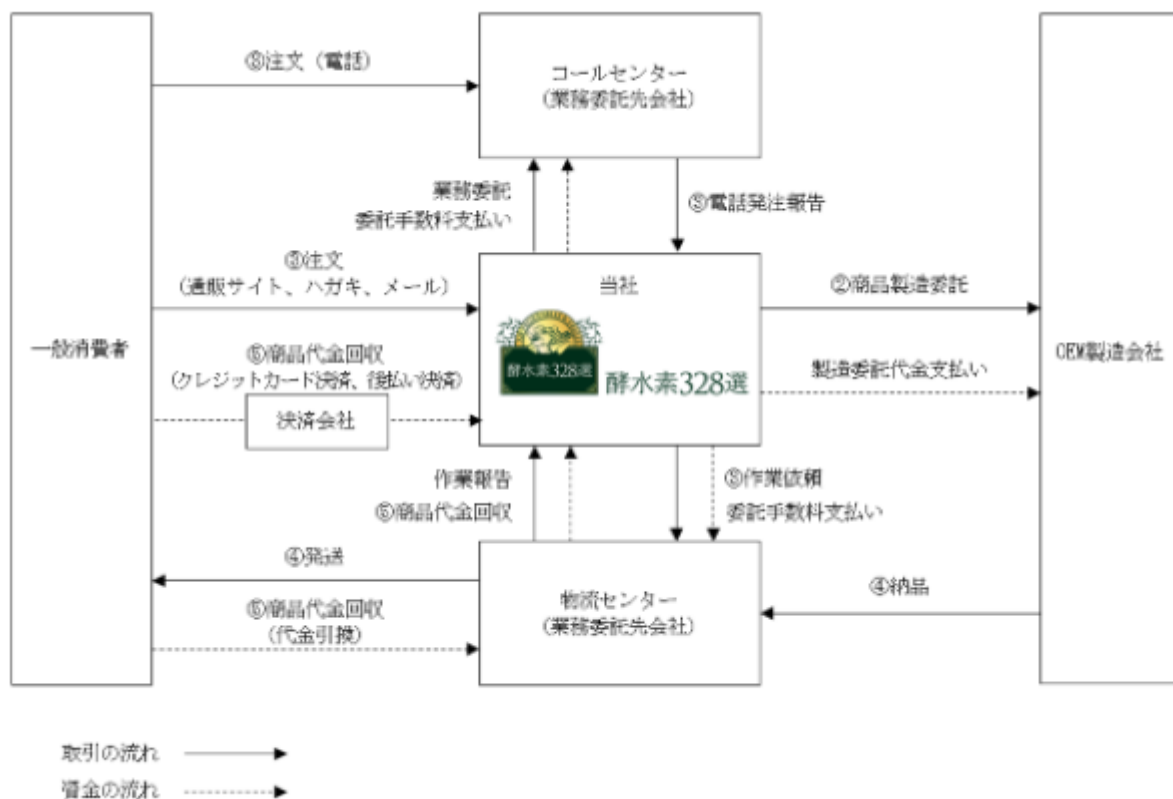 ③注文(電話)
コールセンター
(業務委託先会社)
業務委託
委託手数料支払い
③電話発注報告
③注文
(通販サイト、ハガキ、メール)
当社
②商品製造委託
一般消費者
⑤商品代金回収
(クレジットカード決済、後払い決済)
決済会社
酵水素328選
酵水素328選
製造委託代金支払い
OEM製造会社
作業報告
⑤商品代金回収
③作業依頼
委託手数料支払い
④発送
⑤商品代金回収
(代金引換)
物流センター
(業務委託先会社)
④納品
取引の流れ
資金の流れ